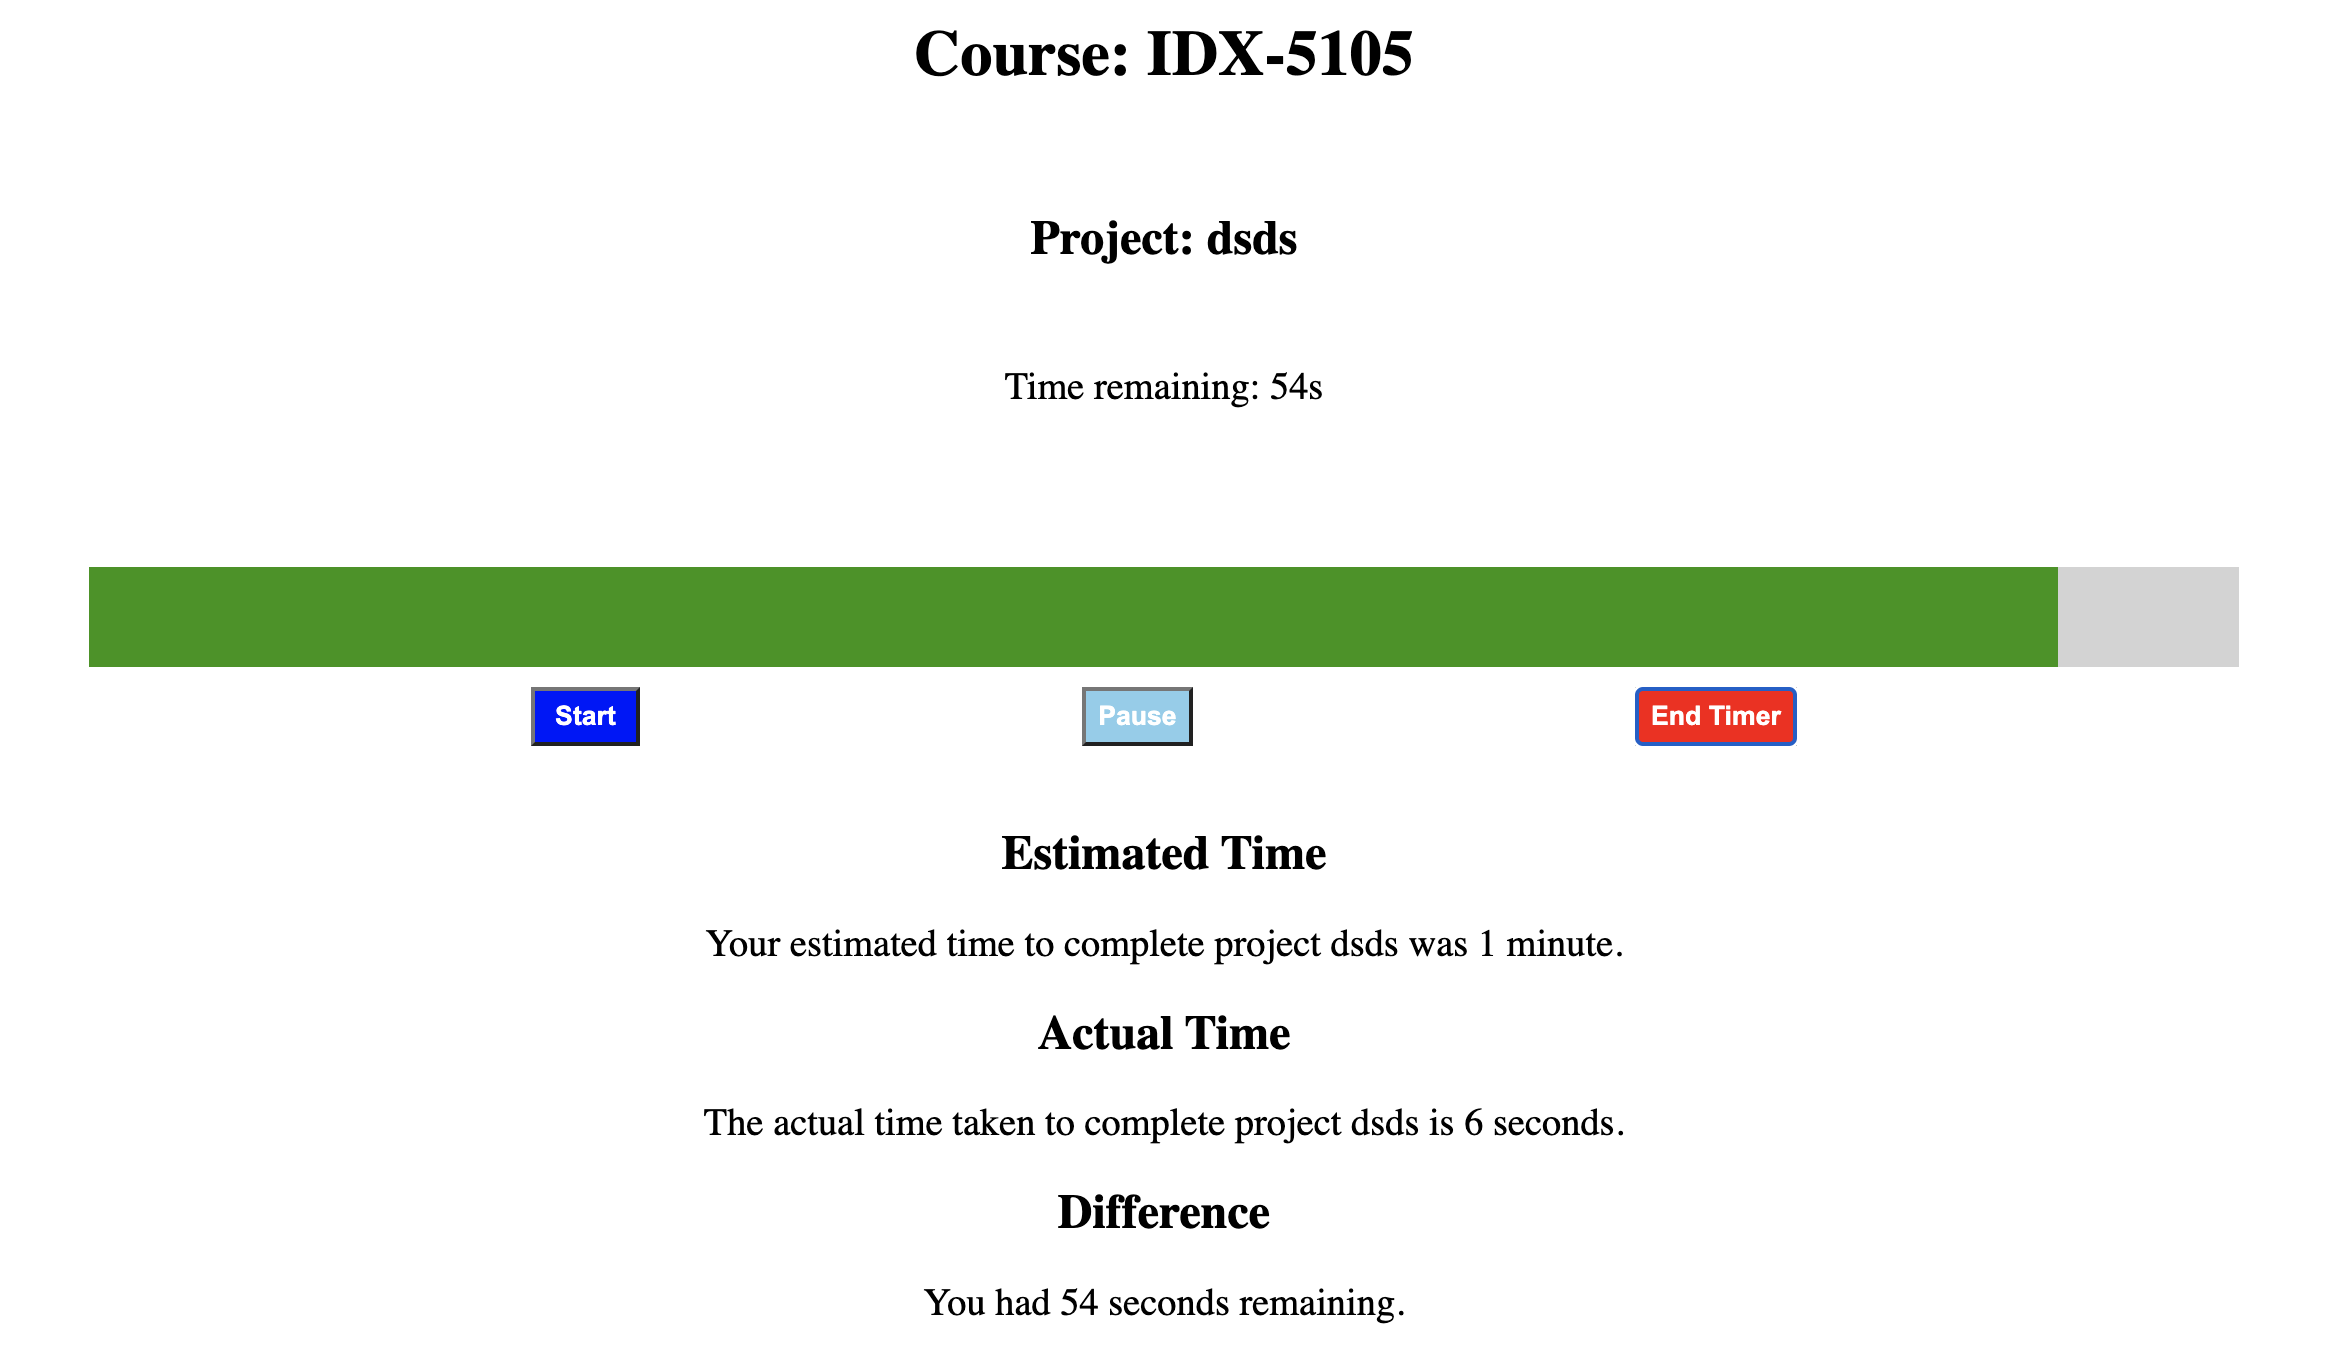 Course: IDX-5105
Project: dsds
Time remaining: 54s
Start
Pause
End Timer
Estimated Time
Your estimated time to complete project dsds was 1 minute.
Actual Time
The actual time taken to complete project dsds is 6 seconds.
Difference
You had 54 seconds remaining.